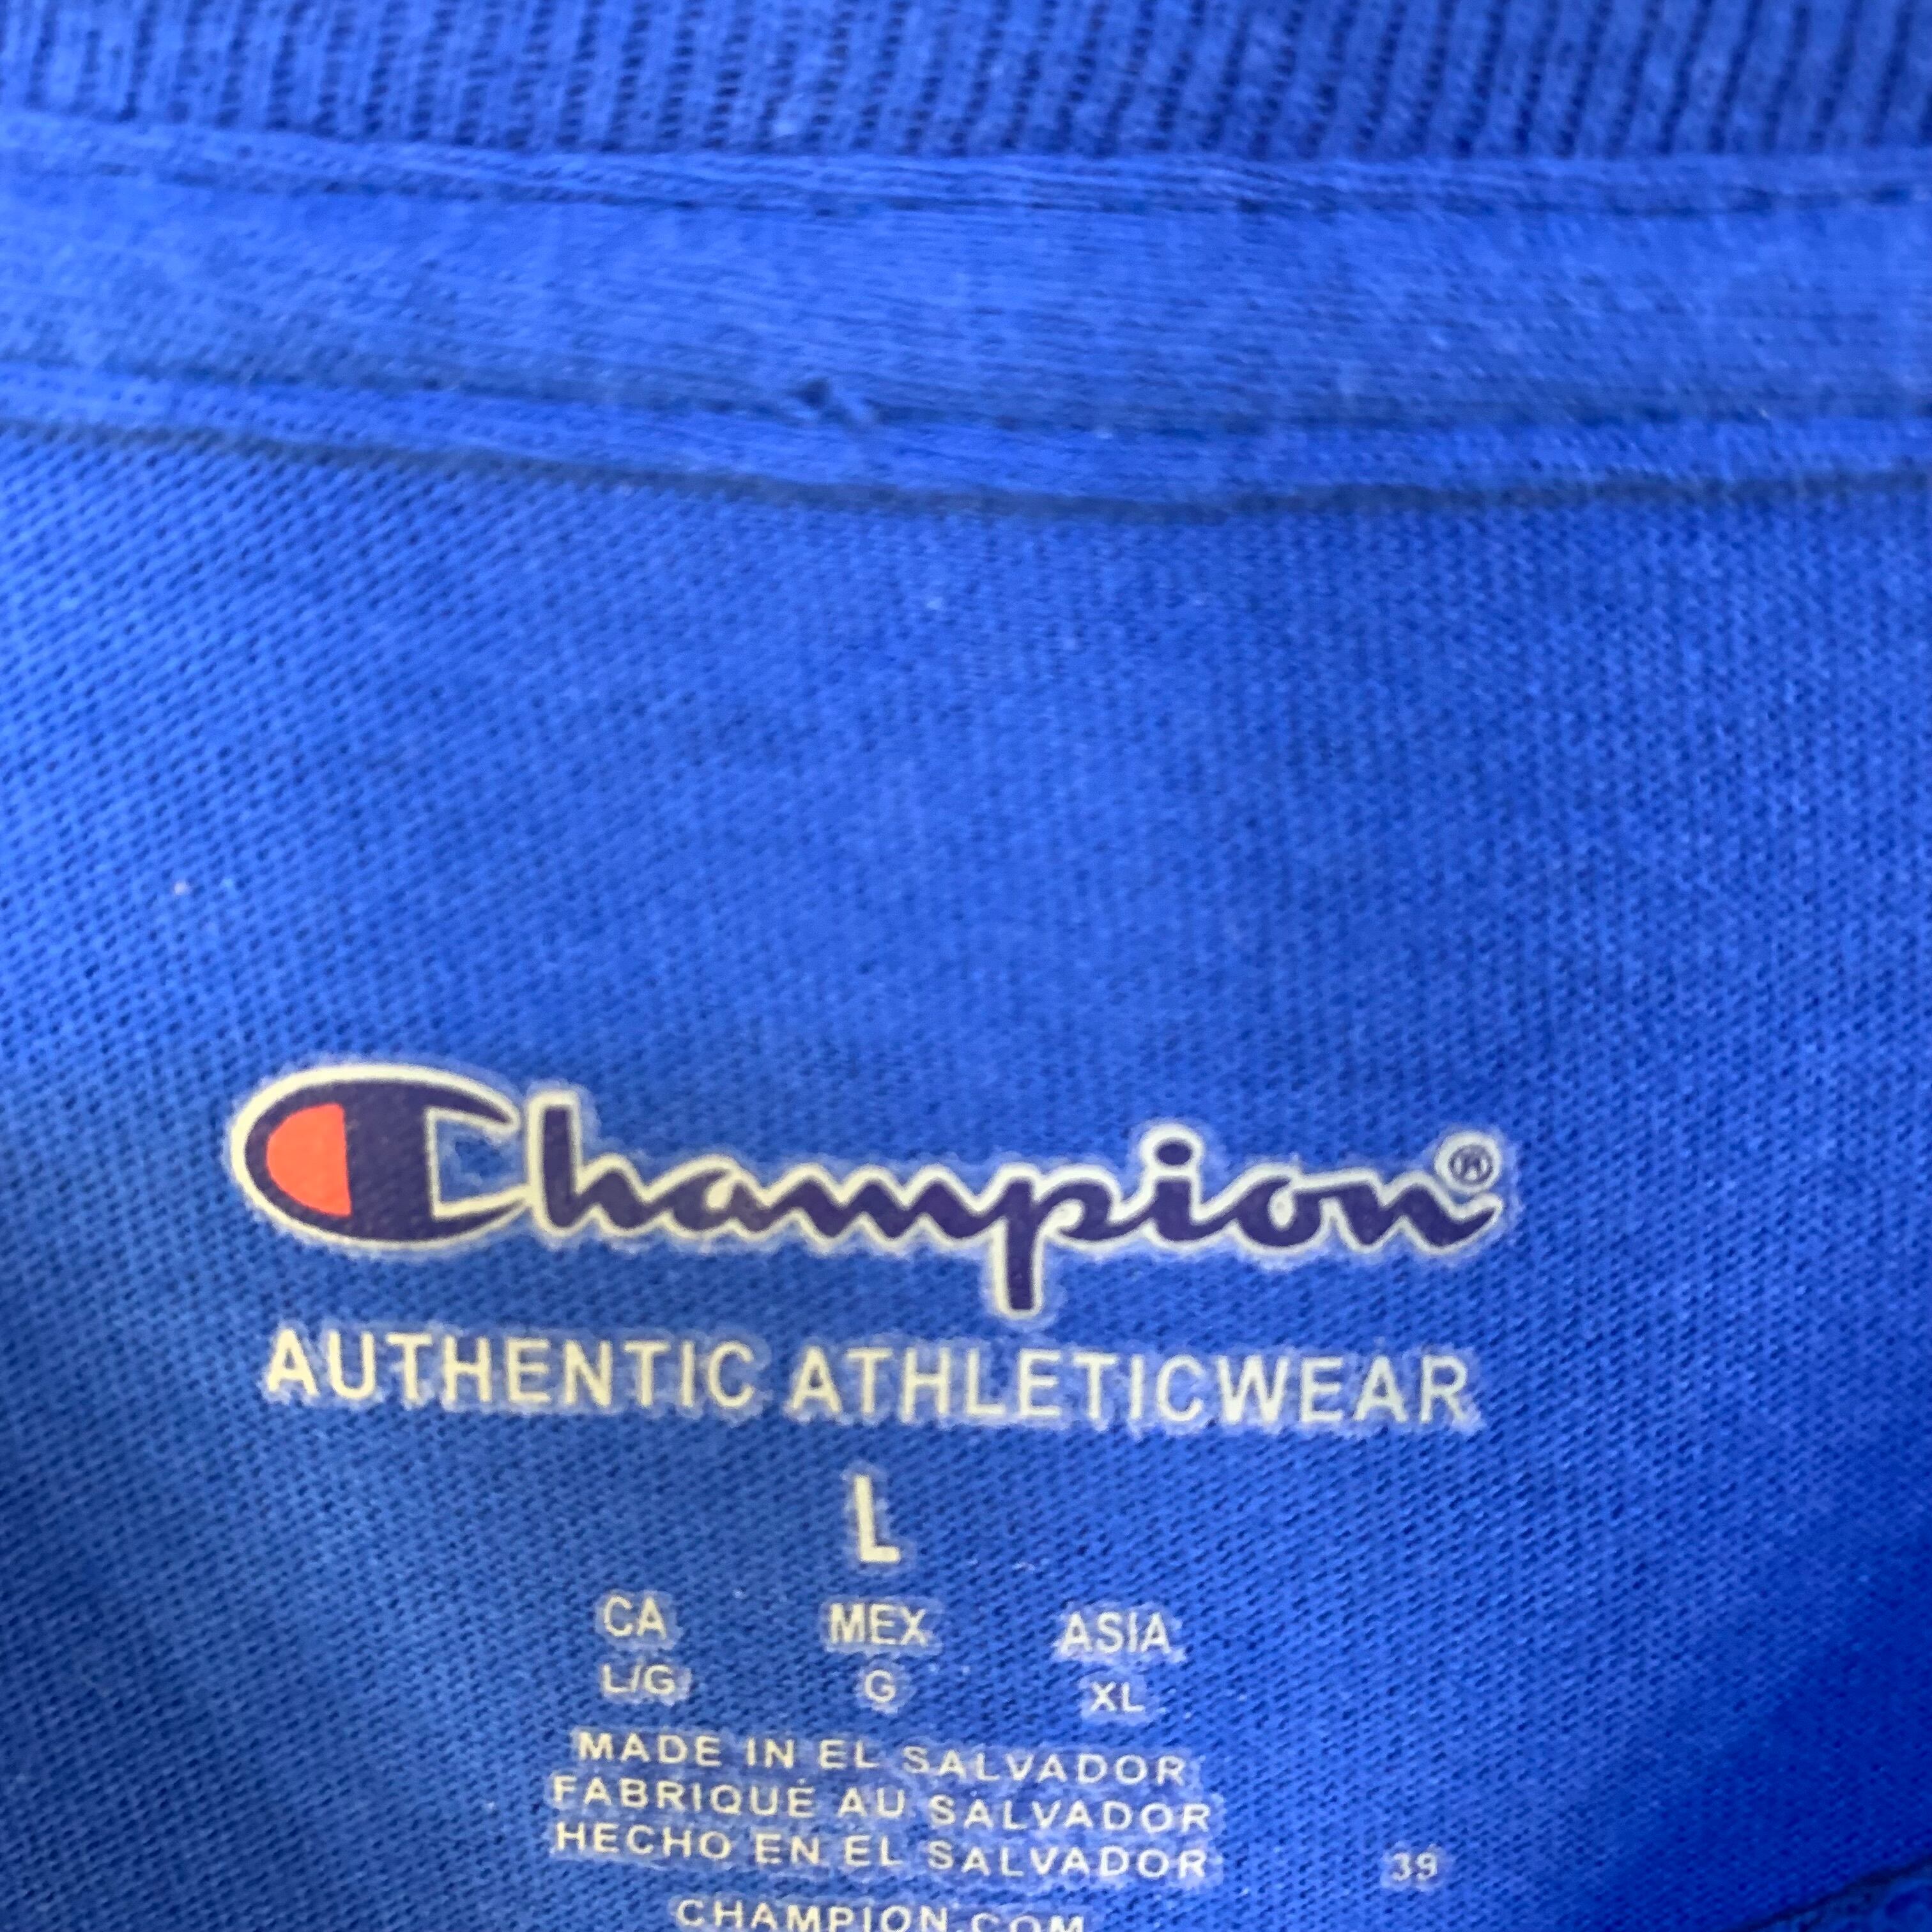 Champion®
AUTHENTIC ATHLETICWEAR
L
CA MEX ASIA
L/G G XL
MADE IN EL SALVADOR
FABRIQUÉ AU SALVADOR
HECHO EN EL SALVADOR 39
CHAMPION.COM